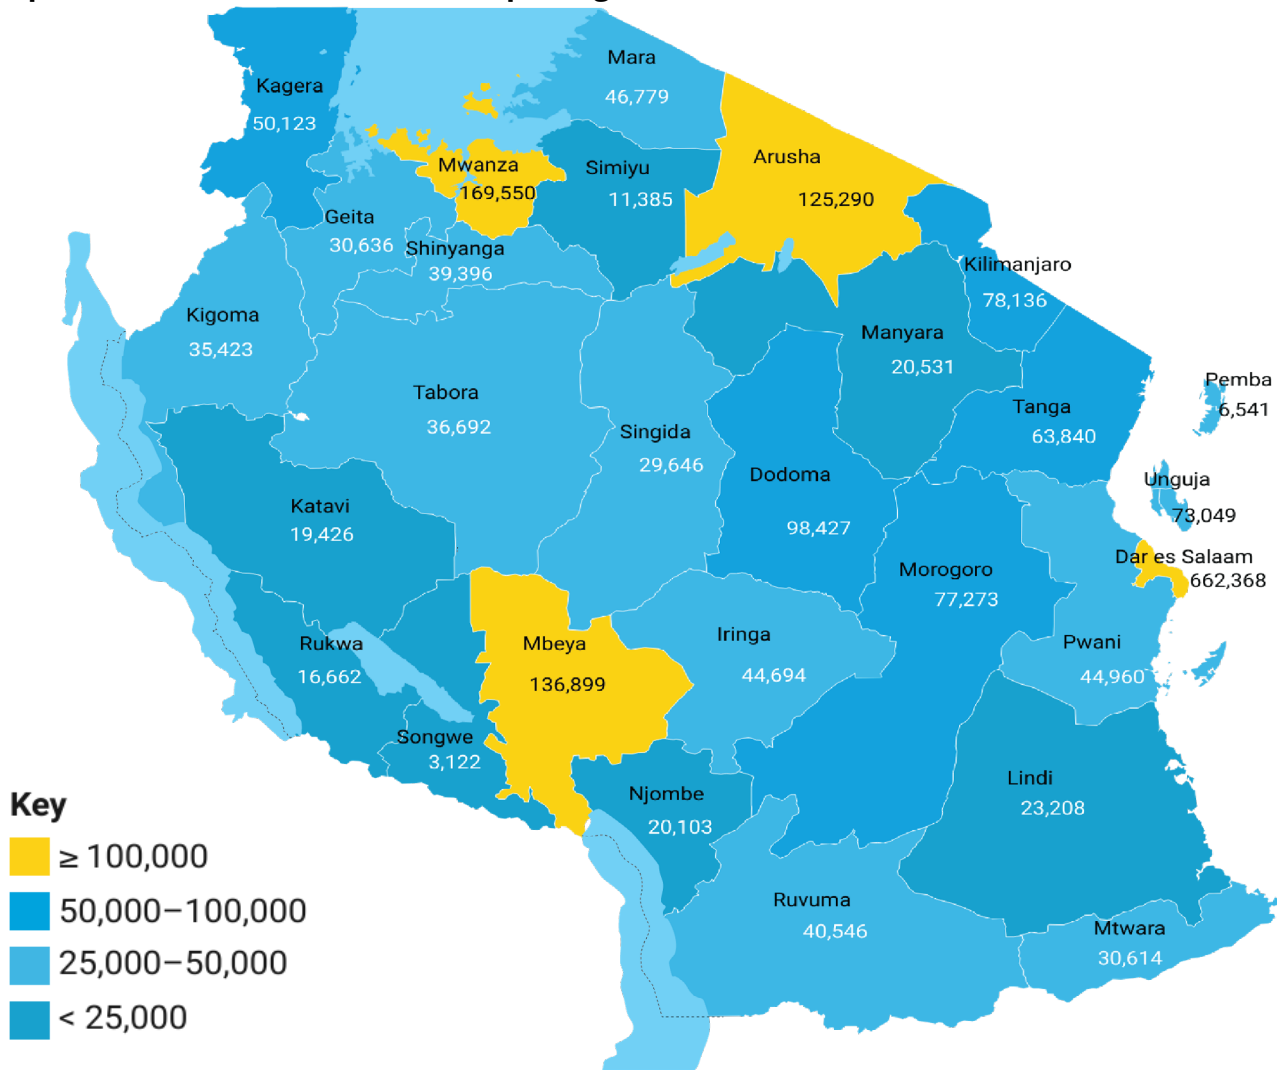 Mara
46,779
Kagera
50,123
Arusha
125,290
Mwanza
169,550
Simiyu
11,385
Geita
30,636
Shinyanga
39,396
Kilimanjaro
78,136
Kigoma
35,423
Manyara
20,531
Pemba
6,541
Tabora
36,692
Tanga
63,840
Singida
29,646
Dodoma
98,427
Unguja
73,049
Katavi
19,426
Dar es Salaam
662,368
Morogoro
77,273
Rukwa
16,662
Mbeya
136,899
Iringa
44,694
Pwani
44,960
Songwe
3,122
Njombe
20,103
Lindi
23,208
Ruvuma
40,546
Mtwara
30,614
Key
≥ 100,000
50,000–100,000
25,000–50,000
< 25,000